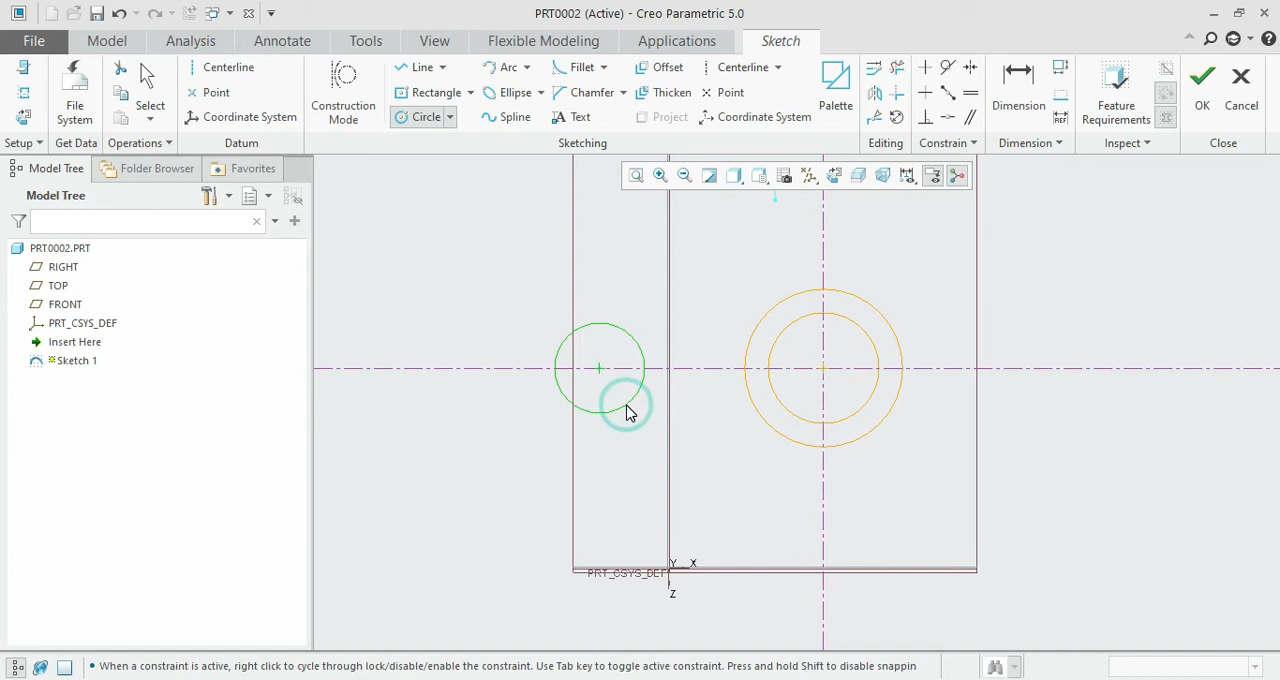 PRT0002 (Active) - Creo Parametric 5.0
File Model Analysis Annotate Tools View Flexible Modeling Applications Sketch
Centerline Line Arc Fillet Offset Centerline
Point Rectangle Ellipse Chamfer Thicken Point
File System Select Coordinate System Construction Mode Circle Spline Text Project Coordinate System Palette Dimension REF Feature Requirements OK Cancel
Setup Get Data Operations Datum Sketching Editing Constrain Dimension Inspect Close
Model Tree Folder Browser Favorites
Model Tree
PRT0002.PRT
RIGHT
TOP
FRONT
PRT_CSYS_DEF
Insert Here
Sketch 1
Y X
PRT_CSYS_DEF
Z
• When a constraint is active, right click to cycle through lock/disable/enable the constraint. Use Tab key to toggle active constraint. Press and hold Shift to disable snappin